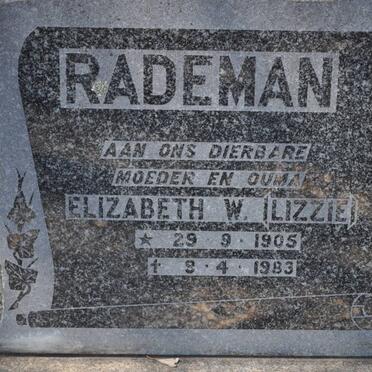 RADEMAN
AAN ONS DIERBARE
MOEDER EN OUMA
ELIZABETH W. (LIZZIE)
★ 29 · 9 · 1905
✝ 8 · 4 · 1983